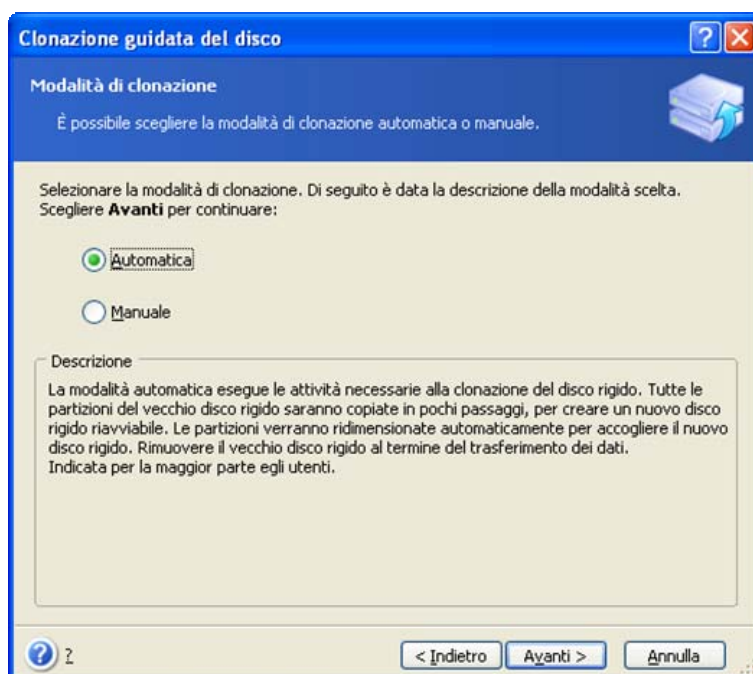 Clonazione guidata del disco
Modalità di clonazione
È possibile scegliere la modalità di clonazione automatica o manuale.
Selezionare la modalità di clonazione. Di seguito è data la descrizione della modalità scelta.
Scegliere Avanti per continuare:
Automatica
Manuale
Descrizione
La modalità automatica esegue le attività necessarie alla clonazione del disco rigido. Tutte le
partizioni del vecchio disco rigido saranno copiate in pochi passaggi, per creare un nuovo disco
rigido riavviabile. Le partizioni verranno ridimensionate automaticamente per accogliere il nuovo
disco rigido. Rimuovere il vecchio disco rigido al termine del trasferimento dei dati.
Indicata per la maggior parte egli utenti.
? < Indietro Avanti > Annulla